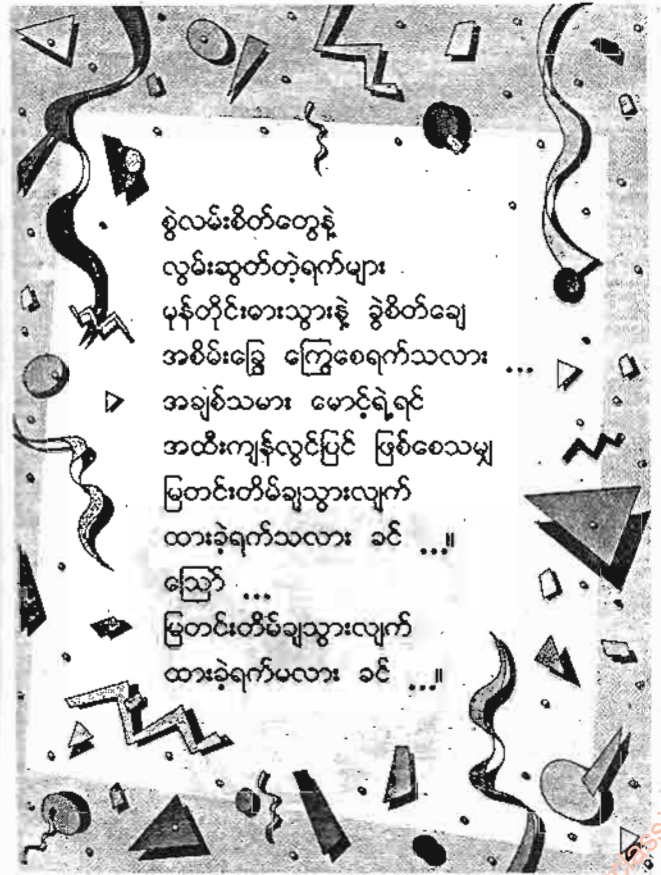 စွဲလမ်းစိတ်တွေနဲ့
လွမ်းဆွတ်တဲ့ရက်များ
မုန်တိုင်းဓားသွားနဲ့ ခွဲစိတ်ချေ
အစိမ်းခြွေ ကြွေစေရက်သလား ...
အချစ်သမား မောင့်ရဲ့ရင်
အထီးကျန်လွင်ပြင် ဖြစ်စေသမျှ
မြတင်းတိမ်ချသွားလျက်
ထားခဲ့ရက်သလား ခင် ...။
ဪ ...
မြတင်းတိမ်ချသွားလျက်
ထားခဲ့ရက်မလား ခင် ...။